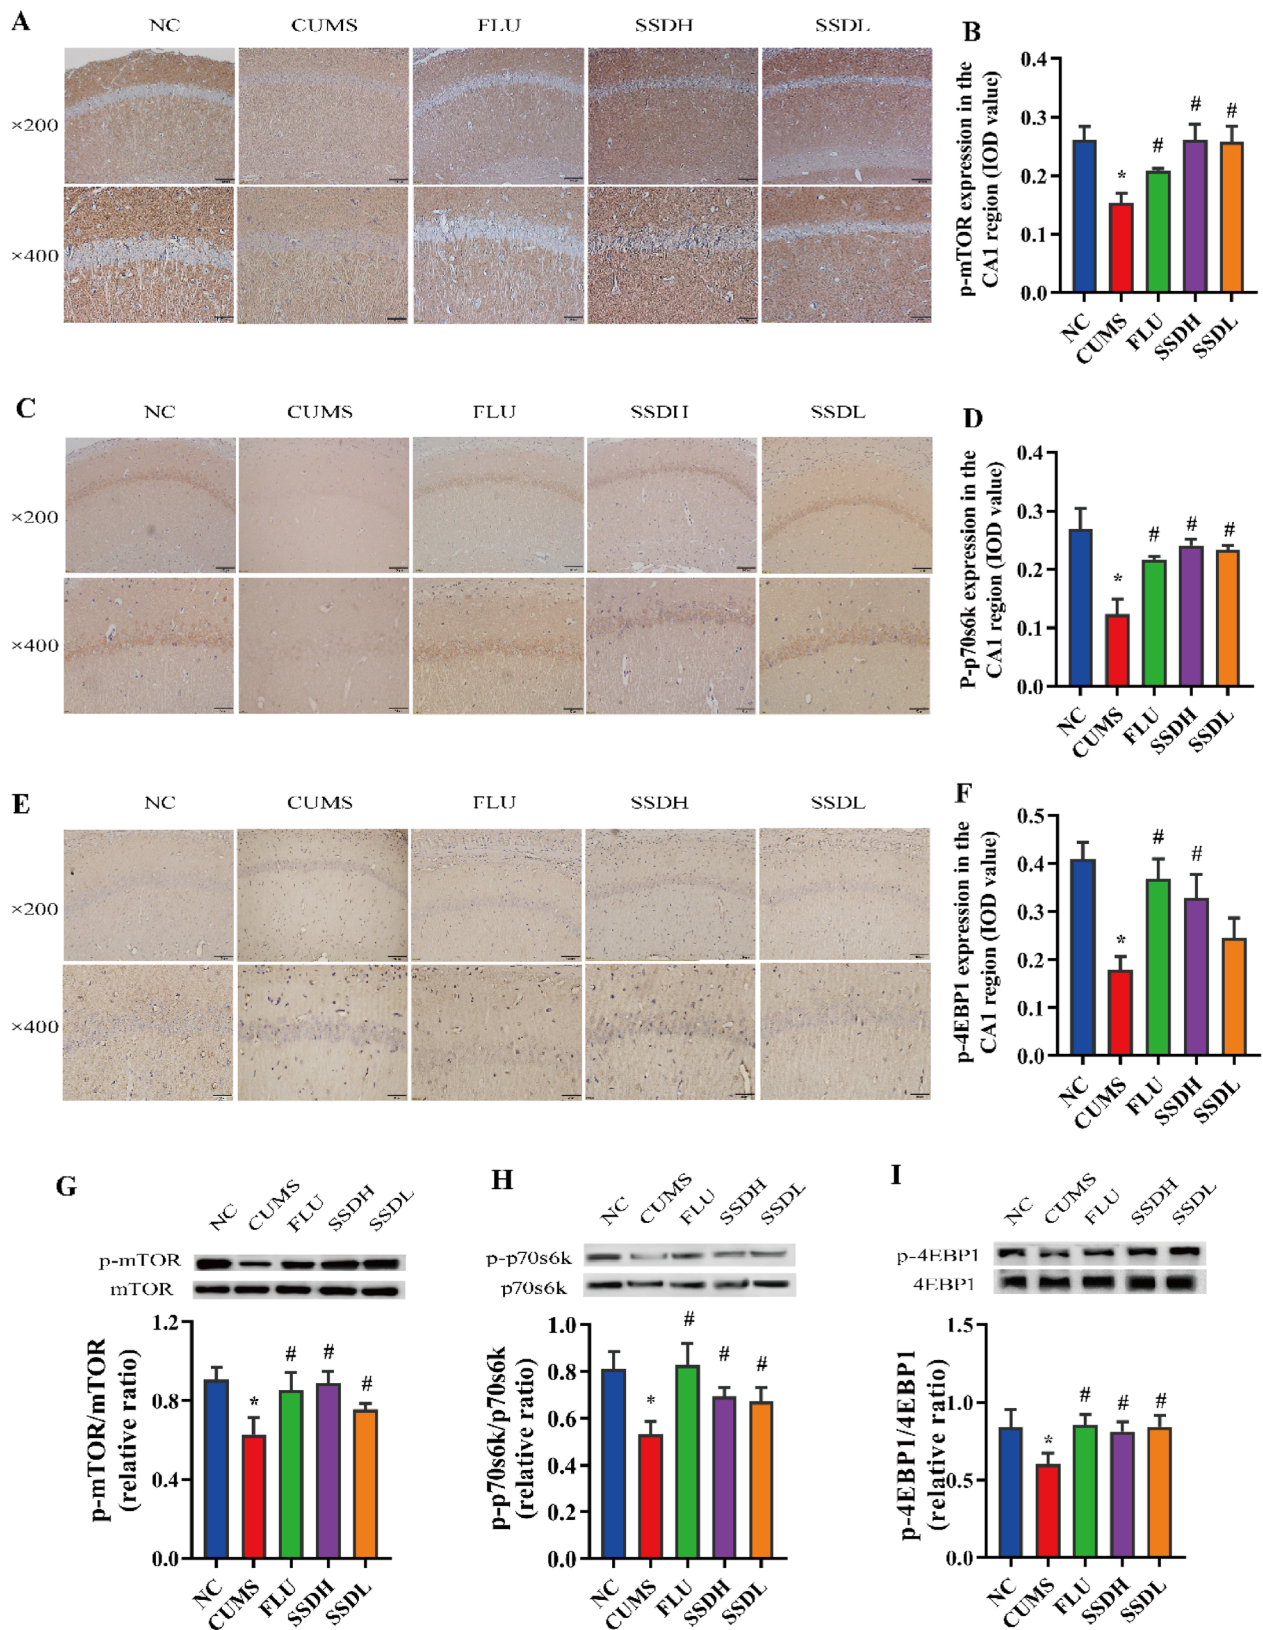 A
NC CUMS FLU SSDH SSDL
×200
×400
B
p-mTOR expression in the
CA1 region (IOD value)
0.4
0.3
0.2
0.1
0.0
* # # #
NC CUMS FLU SSDH SSDL
C
NC CUMS FLU SSDH SSDL
×200
×400
D
P-p70s6k expression in the
CA1 region (IOD value)
0.4
0.3
0.2
0.1
0.0
* # # #
NC CUMS FLU SSDH SSDL
E
NC CUMS FLU SSDH SSDL
×200
×400
F
p-4EBP1 expression in the
CA1 region (IOD value)
0.5
0.4
0.3
0.2
0.1
0.0
* # #
NC CUMS FLU SSDH SSDL
G
NC CUMS FLU SSDH SSDL
p-mTOR
mTOR
p-mTOR/mTOR
(relative ratio)
1.2
0.8
0.4
0.0
* # # #
NC CUMS FLU SSDH SSDL
H
NC CUMS FLU SSDH SSDL
p-p70s6k
p70s6k
p-p70s6k/p70s6k
(relative ratio)
1.0
0.8
0.6
0.4
0.2
0.0
* # # #
NC CUMS FLU SSDH SSDL
I
NC CUMS FLU SSDH SSDL
p-4EBP1
4EBP1
p-4EBP1/4EBP1
(relative ratio)
1.5
1.0
0.5
0.0
* # # #
NC CUMS FLU SSDH SSDL